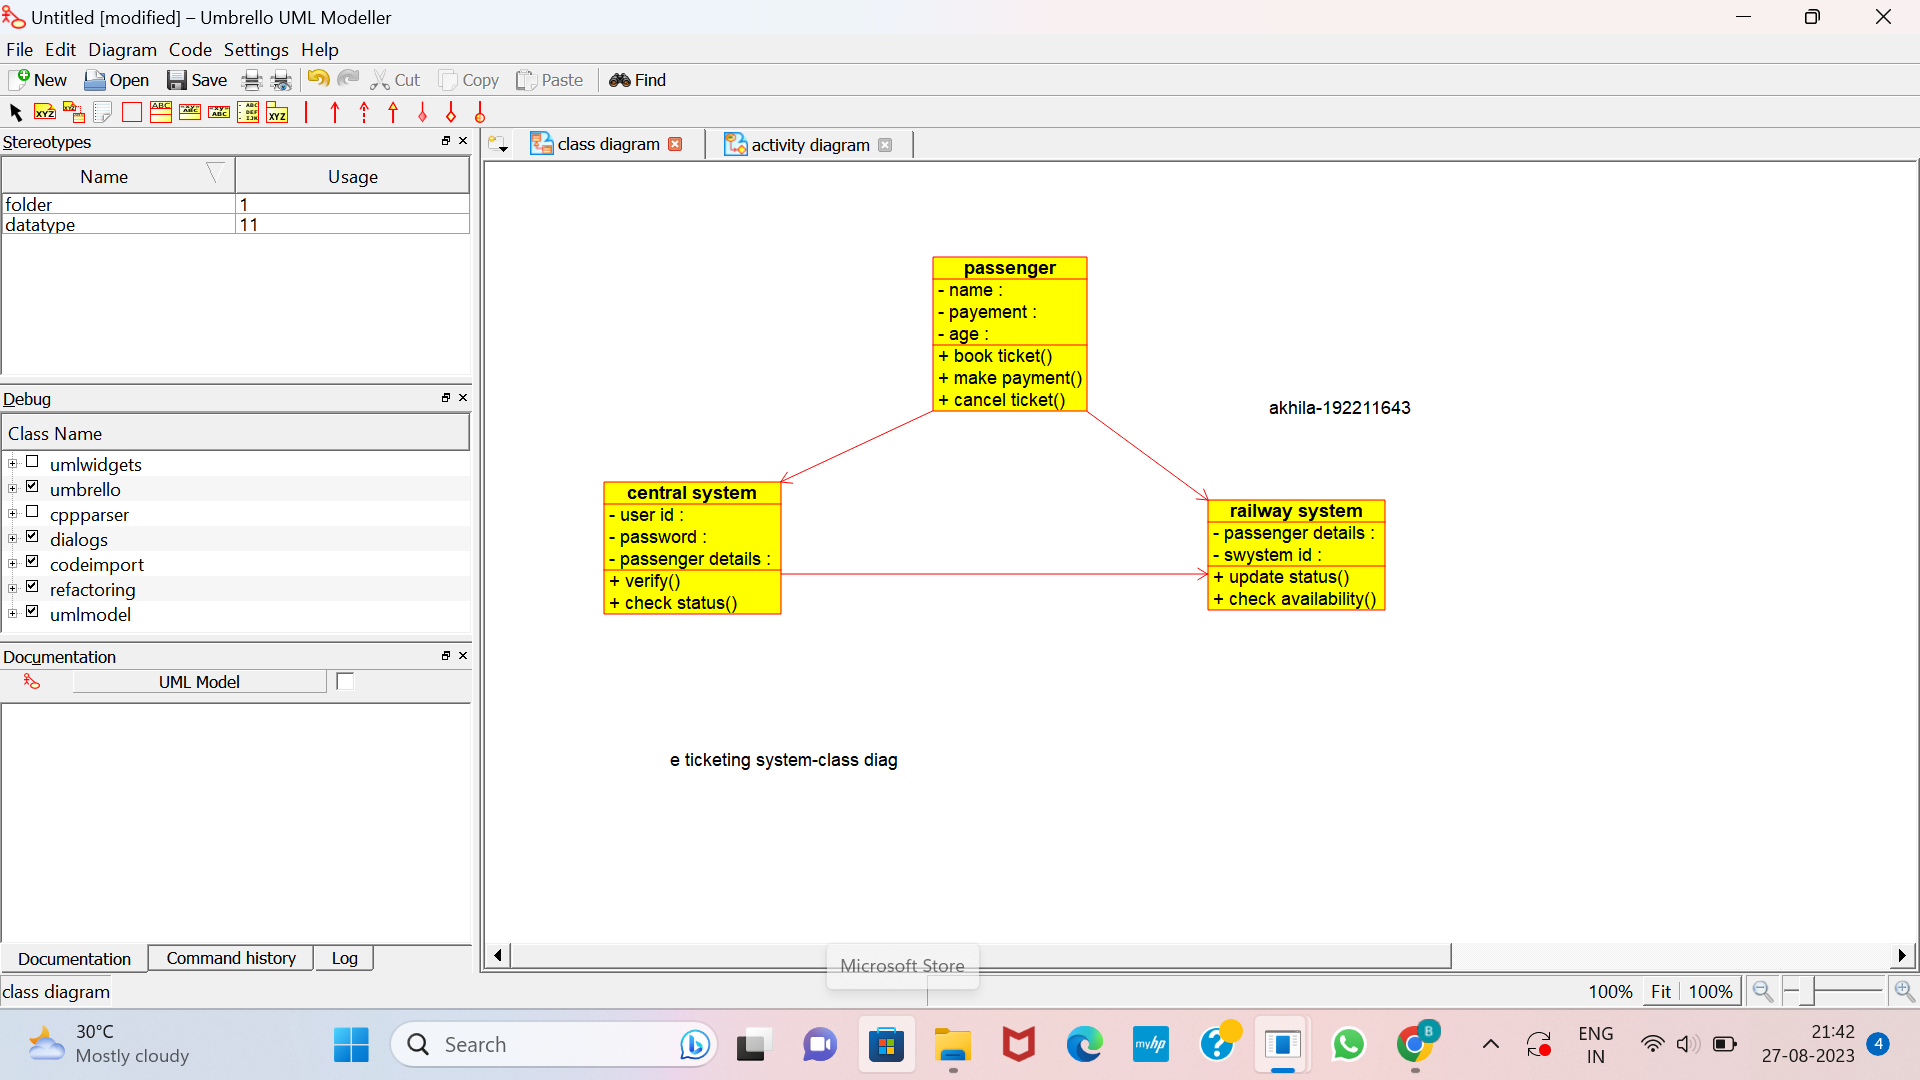 Untitled [modified] – Umbrello UML Modeller
File Edit Diagram Code Settings Help
New Open Save Cut Copy Paste Find
Stereotypes
class diagram
activity diagram
Name Usage
folder 1
datatype 11
Debug
Class Name
umlwidgets
umbrello
cppparser
dialogs
codeimport
refactoring
umlmodel
Documentation
UML Model
passenger
- name :
- payement :
- age :
+ book ticket()
+ make payment()
+ cancel ticket()
akhila-192211643
central system
- user id :
- password :
- passenger details :
+ verify()
+ check status()
railway system
- passenger details :
- swystem id :
+ update status()
+ check availability()
e ticketing system-class diag
Documentation Command history Log
Microsoft Store
class diagram
100% Fit 100%
30°C
Mostly cloudy
Search
myhp
B
ENG
IN
21:42
27-08-2023
4